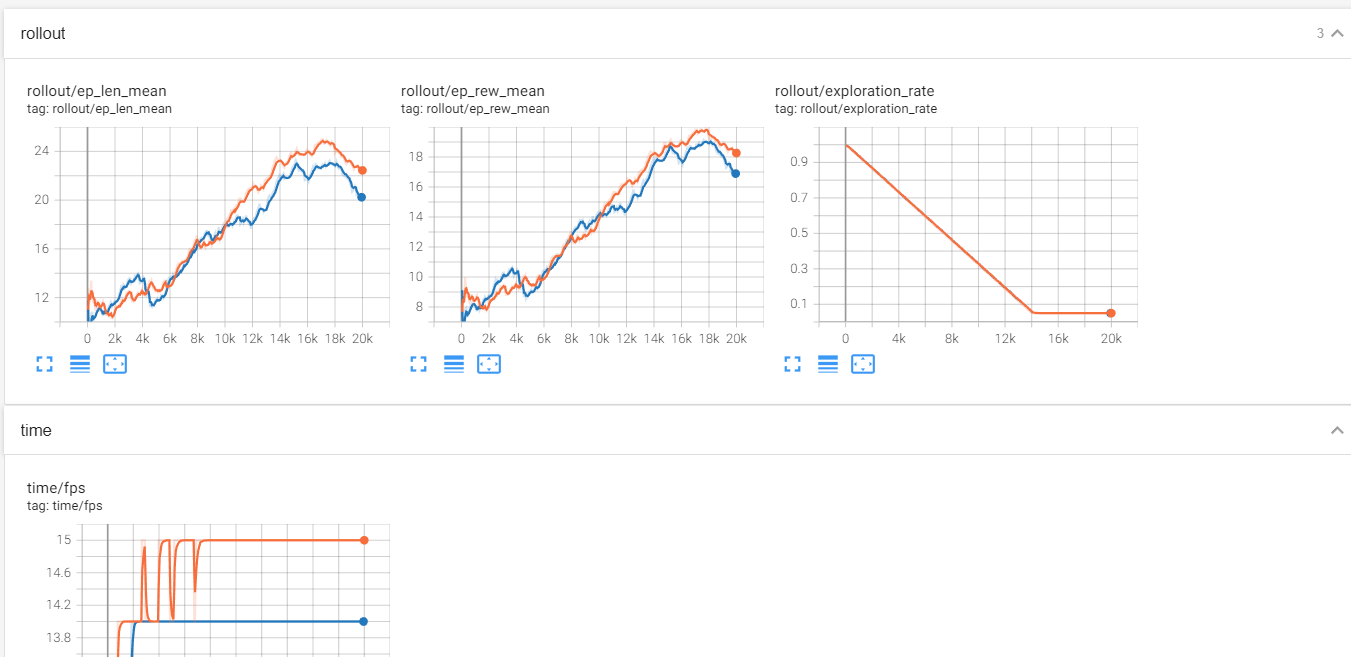 rollout
3
rollout/ep_len_mean
tag: rollout/ep_len_mean
24
20
16
12
0 2k 4k 6k 8k 10k 12k 14k 16k 18k 20k
rollout/ep_rew_mean
tag: rollout/ep_rew_mean
18
16
14
12
10
8
0 2k 4k 6k 8k 10k 12k 14k 16k 18k 20k
rollout/exploration_rate
tag: rollout/exploration_rate
0.9
0.7
0.5
0.3
0.1
0 4k 8k 12k 16k 20k
time
time/fps
tag: time/fps
15
14.6
14.2
13.8